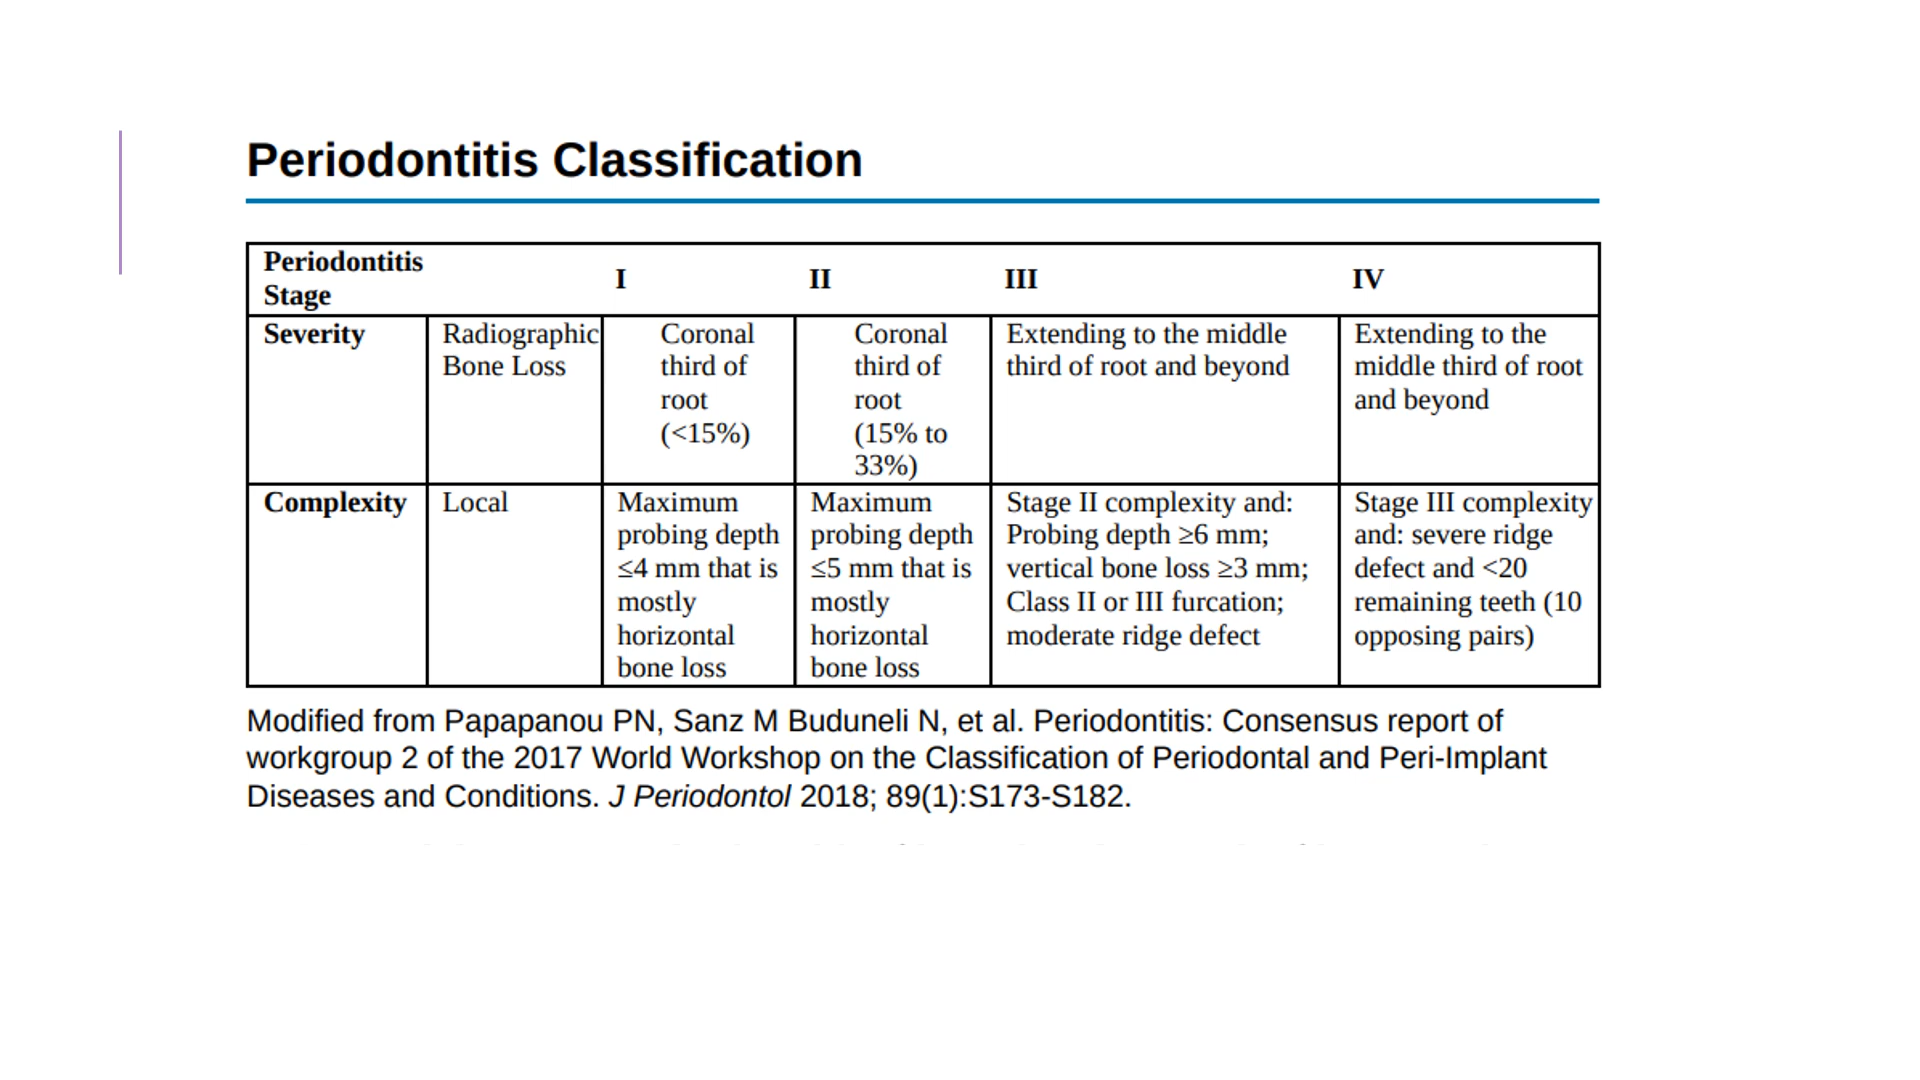 Periodontitis Classification
Periodontitis
Stage
I
II
III
IV
Severity
Radiographic
Bone Loss
Coronal
third of
root
(<15%)
Coronal
third of
root
(15% to
33%)
Extending to the middle
third of root and beyond
Extending to the
middle third of root
and beyond
Complexity
Local
Maximum
probing depth
≤4 mm that is
mostly
horizontal
bone loss
Maximum
probing depth
≤5 mm that is
mostly
horizontal
bone loss
Stage II complexity and:
Probing depth ≥6 mm;
vertical bone loss ≥3 mm;
Class II or III furcation;
moderate ridge defect
Stage III complexity
and: severe ridge
defect and <20
remaining teeth (10
opposing pairs)
Modified from Papapanou PN, Sanz M Buduneli N, et al. Periodontitis: Consensus report of
workgroup 2 of the 2017 World Workshop on the Classification of Periodontal and Peri-Implant
Diseases and Conditions. J Periodontol 2018; 89(1):S173-S182.